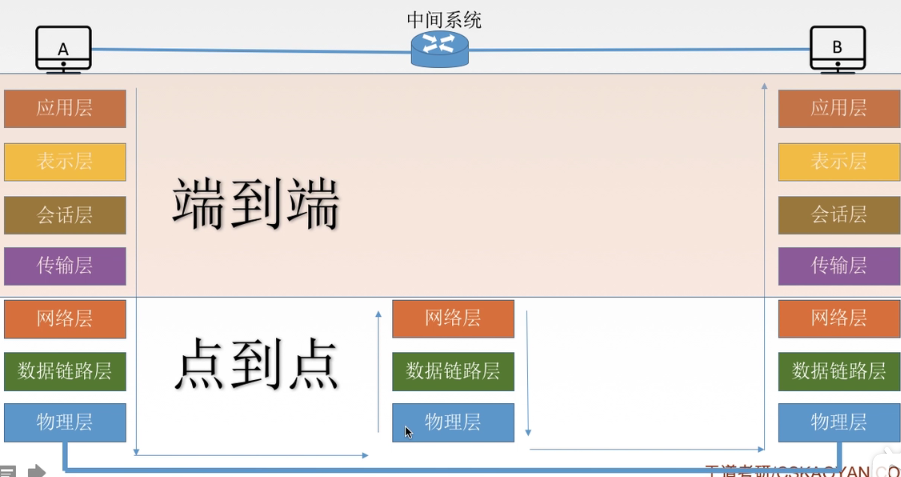 中间系统
A
B
应用层
应用层
表示层
表示层
端到端
会话层
会话层
传输层
传输层
网络层
网络层
网络层
点到点
数据链路层
数据链路层
数据链路层
物理层
物理层
物理层